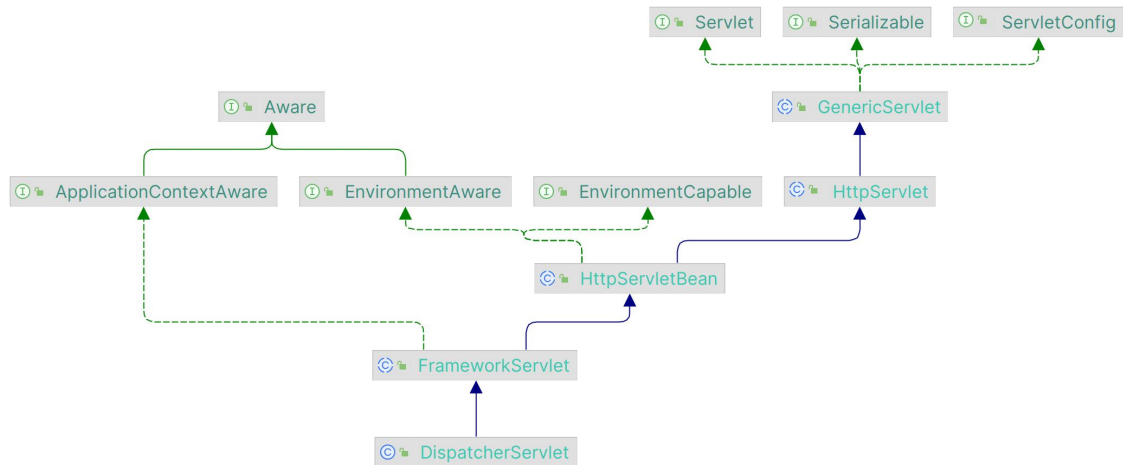 Servlet
Serializable
ServletConfig
Aware
GenericServlet
ApplicationContextAware
EnvironmentAware
EnvironmentCapable
HttpServlet
HttpServletBean
FrameworkServlet
DispatcherServlet